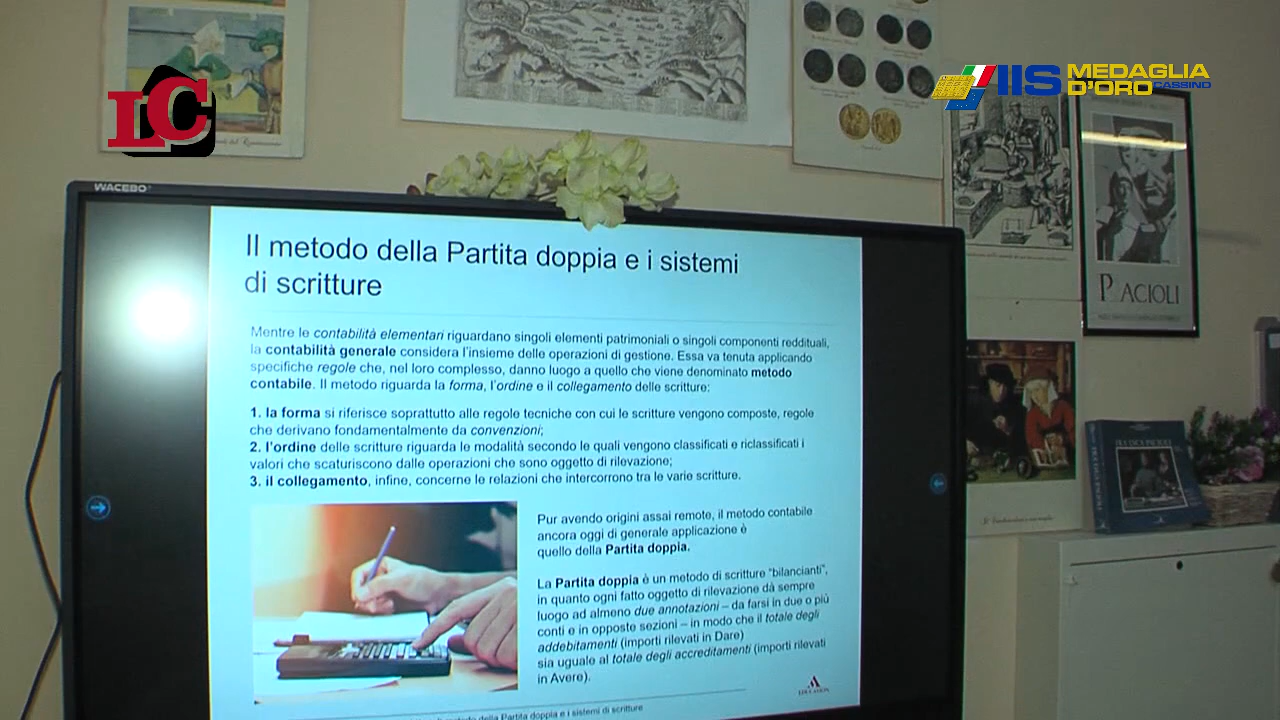 LC
IIS MEDAGLIA
D'ORO CASSINO
WACEBO
PACIOLI
Il metodo della Partita doppia e i sistemi
di scritture
Mentre le contabilità elementari riguardano singoli elementi patrimoniali o singoli componenti reddituali,
la contabilità generale considera l'insieme delle operazioni di gestione. Essa va tenuta applicando
specifiche regole che, nel loro complesso, danno luogo a quello che viene denominato metodo
contabile. Il metodo riguarda la forma, l'ordine e il collegamento delle scritture:
1. la forma si riferisce soprattutto alle regole tecniche con cui le scritture vengono composte, regole
che derivano fondamentalmente da convenzioni;
2. l'ordine delle scritture riguarda le modalità secondo le quali vengono classificati e riclassificati i
valori che scaturiscono dalle operazioni che sono oggetto di rilevazione;
3. il collegamento, infine, concerne le relazioni che intercorrono tra le varie scritture.
Pur avendo origini assai remote, il metodo contabile
ancora oggi di generale applicazione è
quello della Partita doppia.
La Partita doppia è un metodo di scritture "bilancianti",
in quanto ogni fatto oggetto di rilevazione dà sempre
luogo ad almeno due annotazioni – da farsi in due o più
conti e in opposte sezioni – in modo che il totale degli
addebitamenti (importi rilevati in Dare)
sia uguale al totale degli accreditamenti (importi rilevati
in Avere).
metodo della Partita doppia e i sistemi di scritture